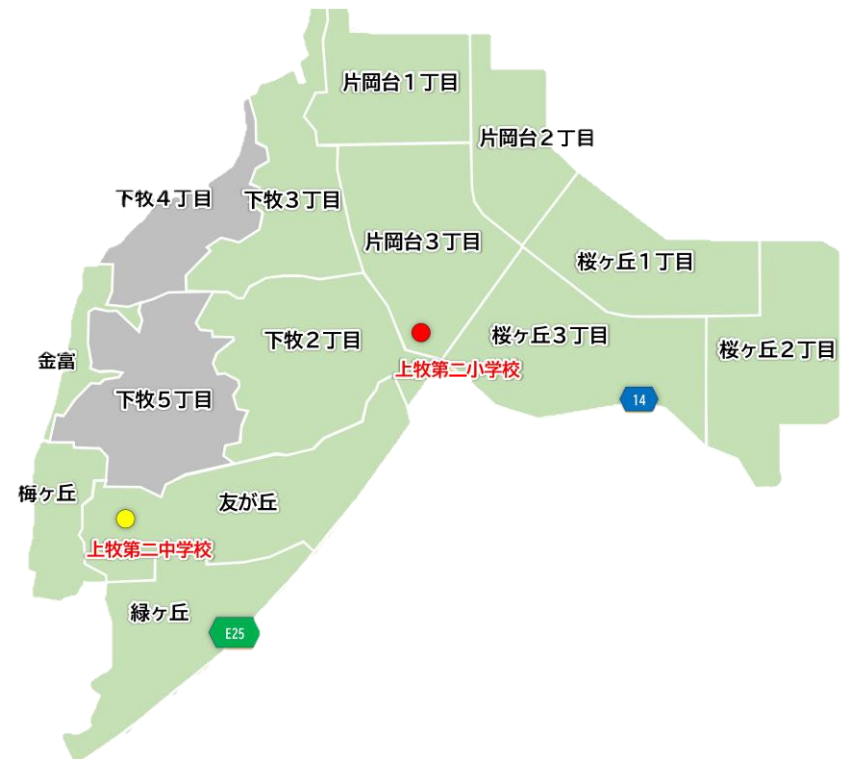 片岡台１丁目
片岡台２丁目
下牧４丁目
下牧３丁目
片岡台３丁目
桜ヶ丘１丁目
下牧２丁目
桜ヶ丘３丁目
桜ヶ丘２丁目
金富
上牧第二小学校
下牧５丁目
14
梅ヶ丘
友が丘
上牧第二中学校
緑ヶ丘
E25